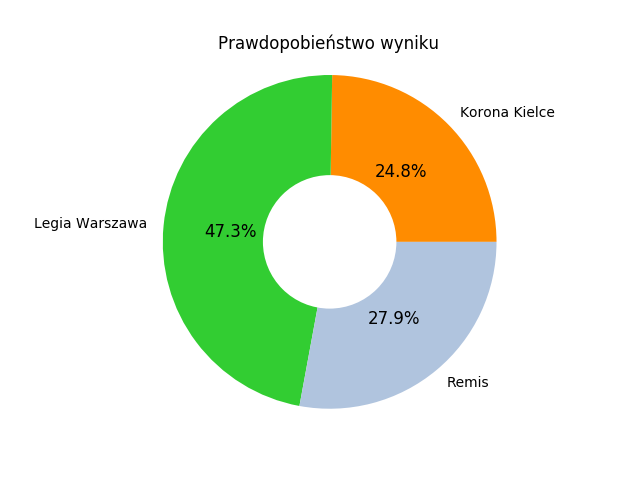 Prawdopobieństwo wyniku
Korona Kielce
24.8%
Legia Warszawa
47.3%
27.9%
Remis